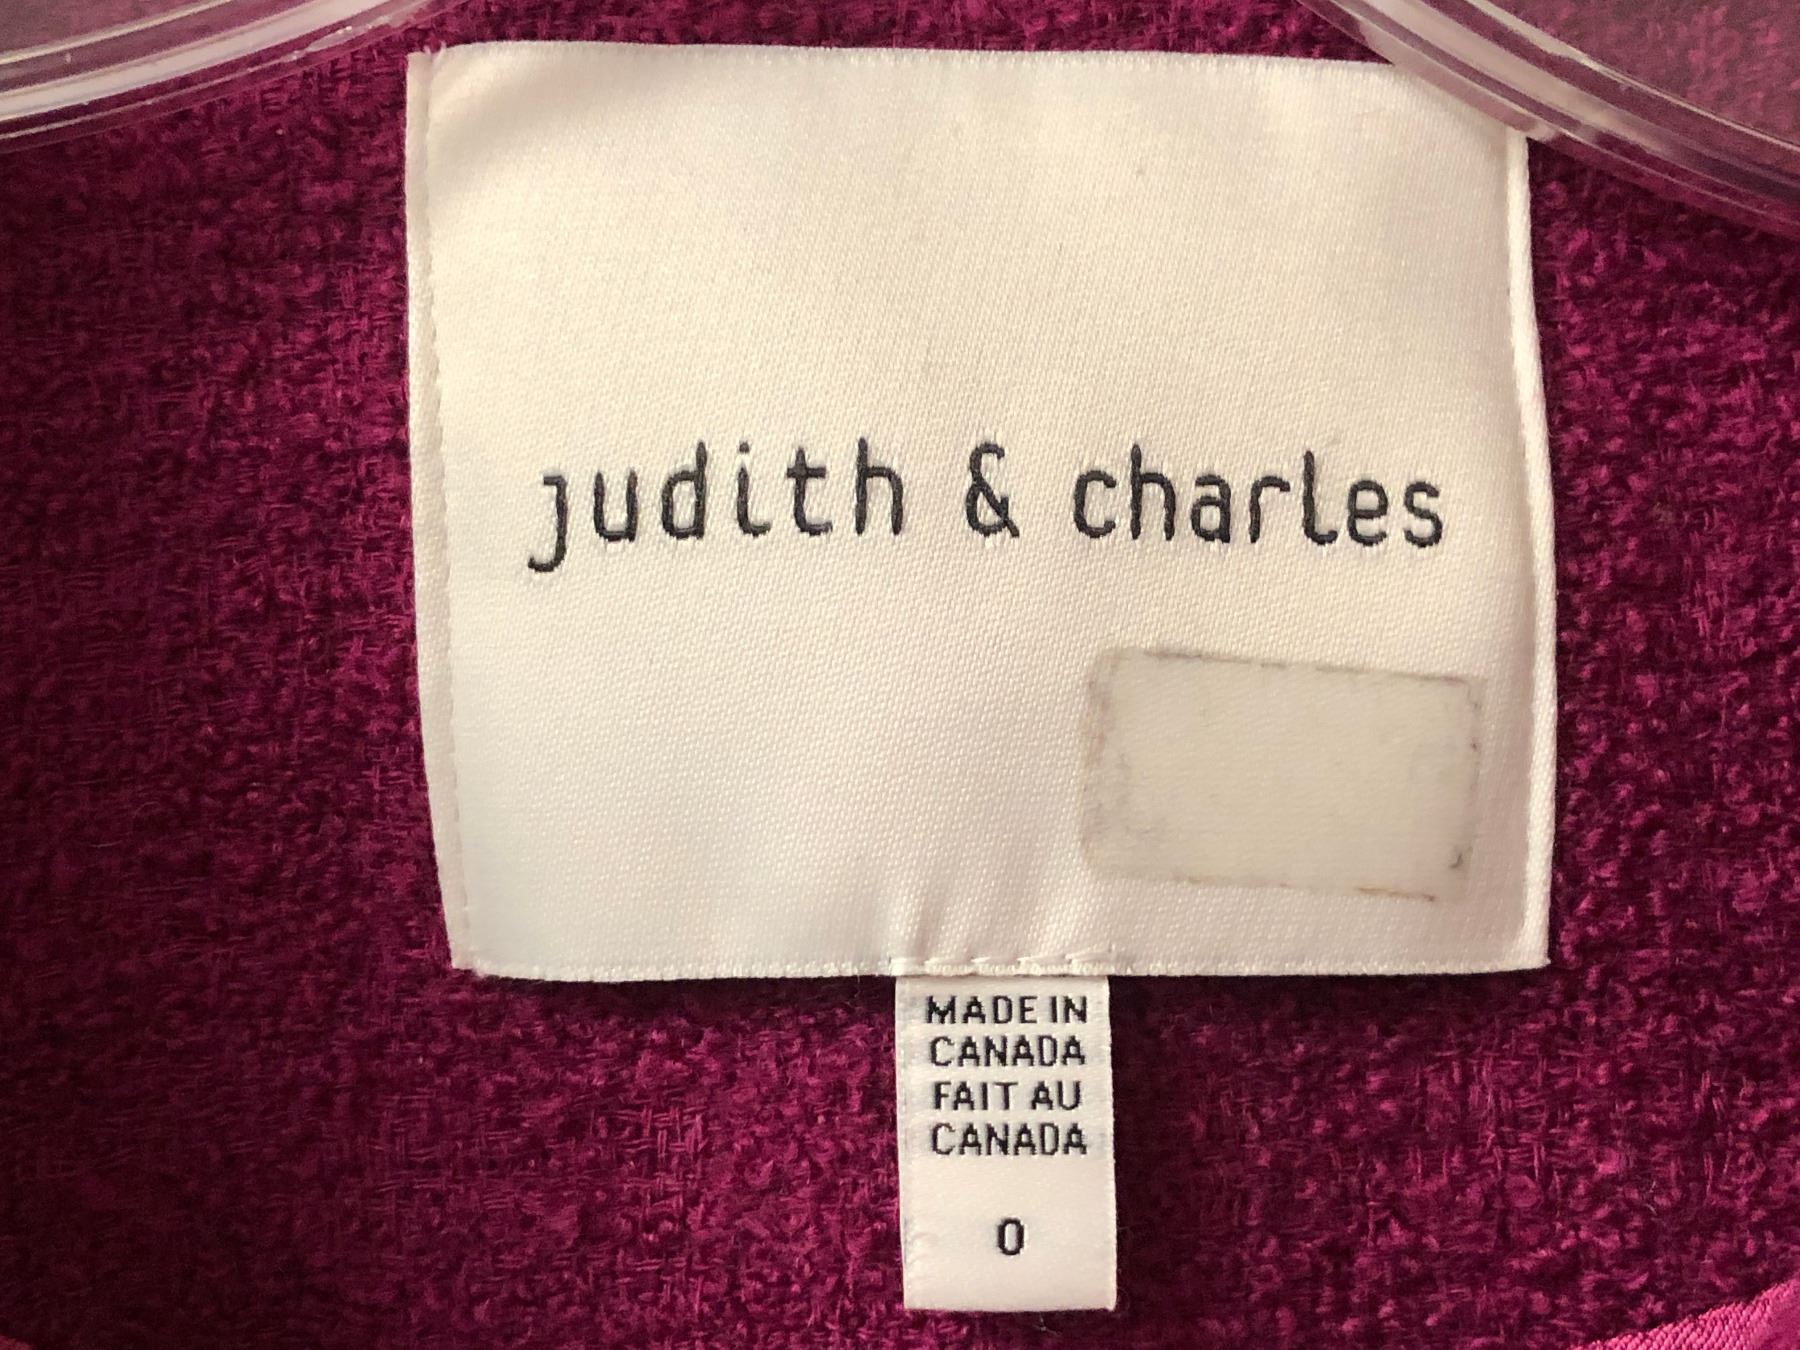 judith & charles
MADE IN
CANADA
FAIT AU
CANADA
0